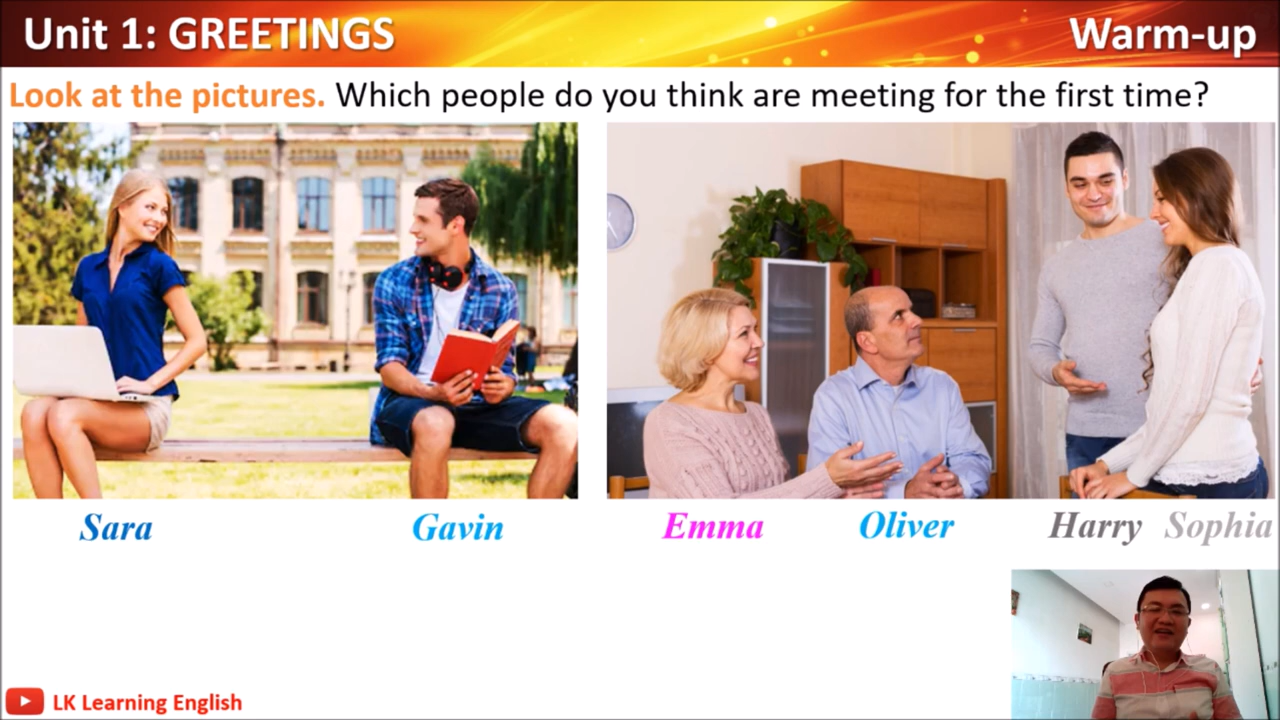 Unit 1: GREETINGS
Warm-up
Look at the pictures. Which people do you think are meeting for the first time?
Sara
Gavin
Emma
Oliver
Harry
Sophia
LK Learning English